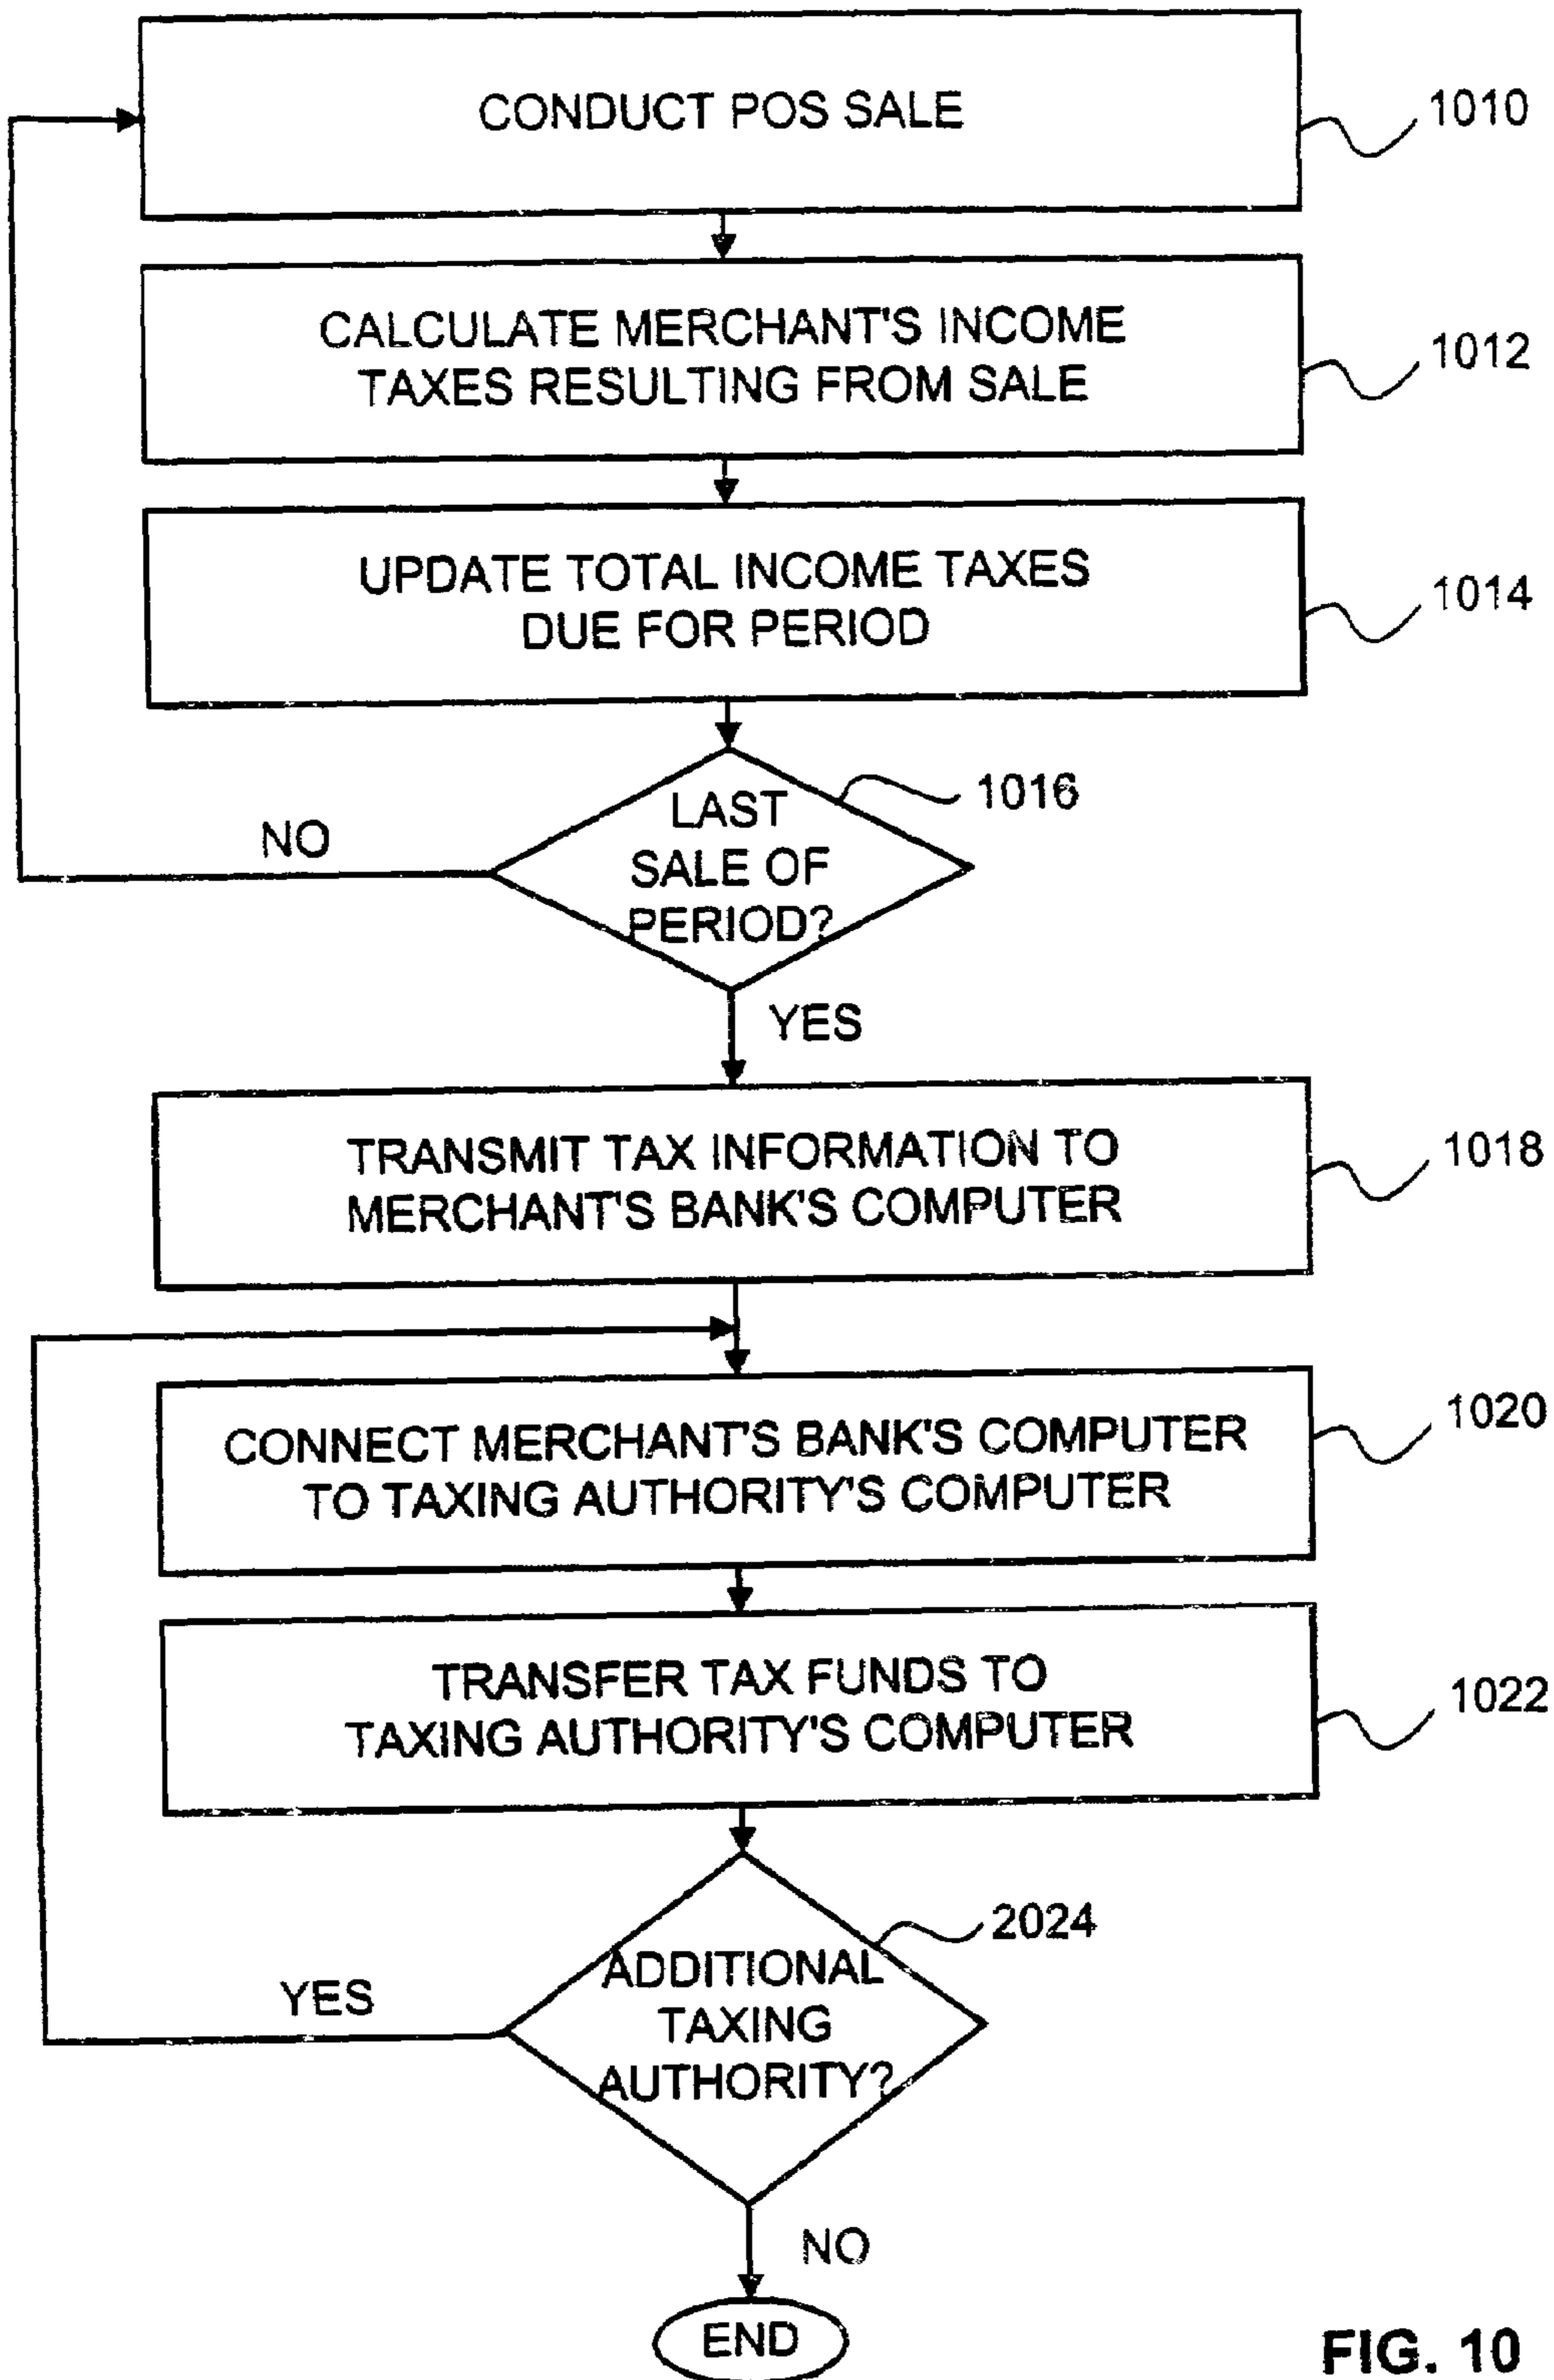 CONDUCT POS SALE
1010
CALCULATE MERCHANT'S INCOME
TAXES RESULTING FROM SALE
1012
UPDATE TOTAL INCOME TAXES
DUE FOR PERIOD
1014
LAST
SALE OF
PERIOD?
1016
NO
YES
TRANSMIT TAX INFORMATION TO
MERCHANT'S BANK'S COMPUTER
1018
CONNECT MERCHANT'S BANK'S COMPUTER
TO TAXING AUTHORITY'S COMPUTER
1020
TRANSFER TAX FUNDS TO
TAXING AUTHORITY'S COMPUTER
1022
ADDITIONAL
TAXING
AUTHORITY?
2024
YES
NO
END
FIG. 10